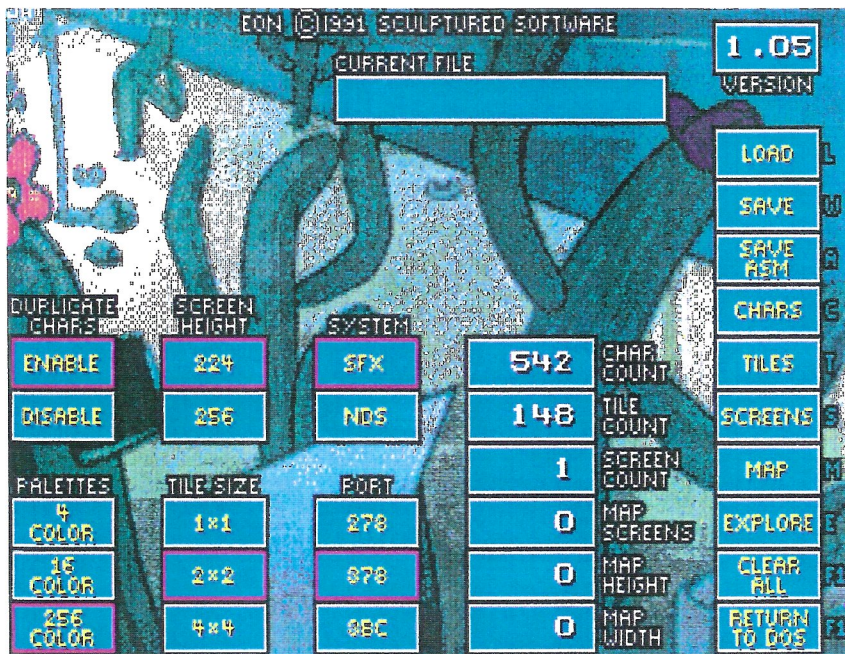 EON ©1991 SCULPTURED SOFTWARE
1.05
VERSION
CURRENT FILE
LOAD L
SAVE W
SAVE
ASM A
CHARS C
TILES T
SCREENS S
MAP M
EXPLORE E
CLEAR
ALL
RETURN
TO DOS
DUPLICATE
CHARS
ENABLE
DISABLE
SCREEN
HEIGHT
224
256
SYSTEM
SFX
NDS
542
CHAR
COUNT
148
TILE
COUNT
1
SCREEN
COUNT
0
MAP
SCREENS
0
MAP
HEIGHT
0
MAP
WIDTH
PALETTES
4
COLOR
16
COLOR
256
COLOR
TILE SIZE
1×1
2×2
4×4
PORT
278
378
3BC